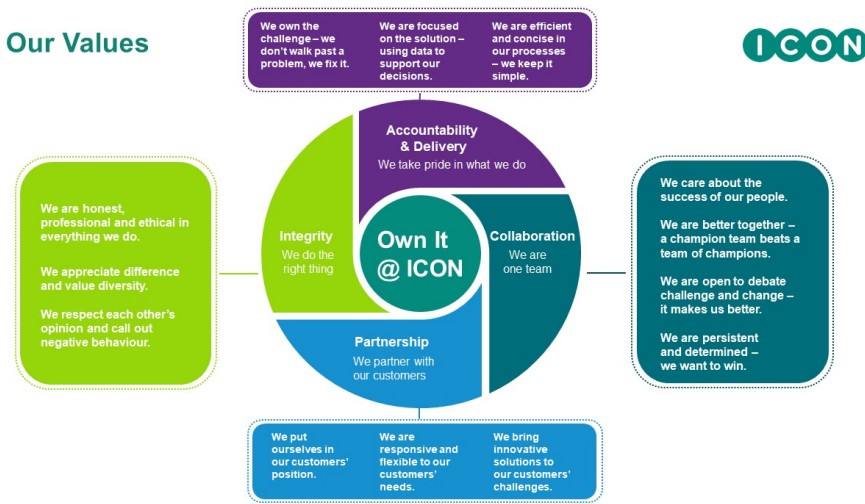 Our Values
ICON
We own the
challenge – we
don't walk past a
problem, we fix it.
We are focused
on the solution –
using data to
support our
decisions.
We are efficient
and concise in
our processes
– we keep it
simple.
Accountability
& Delivery
We take pride in what we do
We are honest,
professional and ethical in
everything we do.
We appreciate difference
and value diversity.
We respect each other's
opinion and call out
negative behaviour.
Integrity
We do the
right thing
Own It
@ ICON
Collaboration
We are
one team
We care about the
success of our people.
We are better together –
a champion team beats a
team of champions.
We are open to debate
challenge and change –
it makes us better.
We are persistent
and determined –
we want to win.
Partnership
We partner with
our customers
We put
ourselves in
our customers'
position.
We are
responsive and
flexible to our
customers'
needs.
We bring
innovative
solutions to
our customers'
challenges.